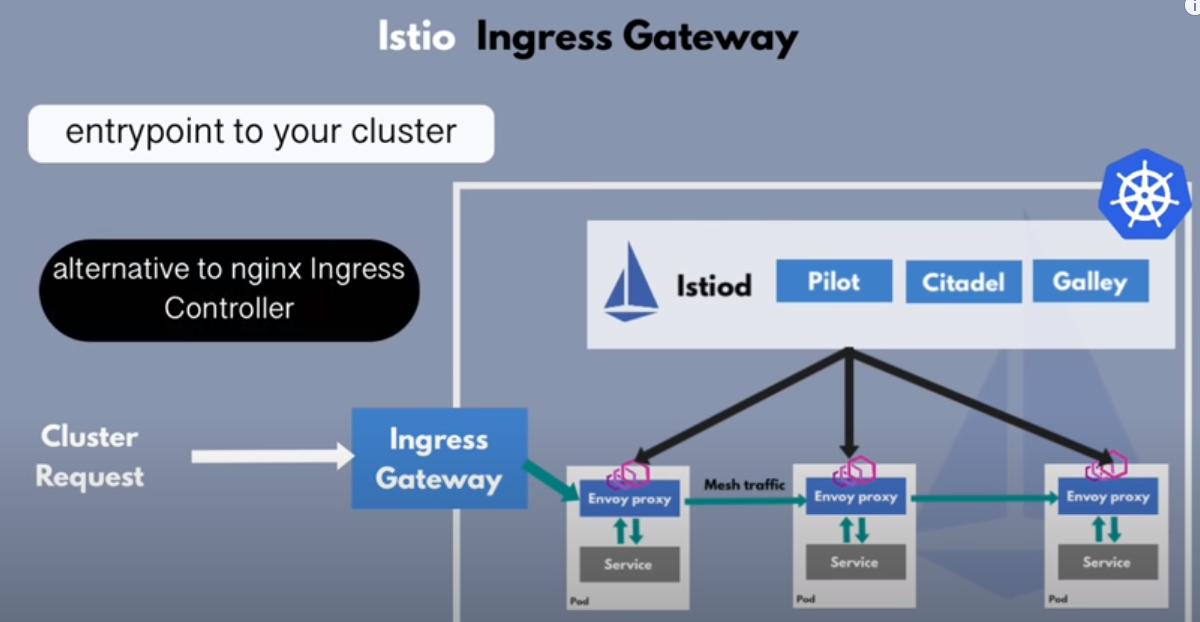 Istio Ingress Gateway
entrypoint to your cluster
alternative to nginx Ingress
Controller
Istiod
Pilot
Citadel
Galley
Cluster
Request
Ingress
Gateway
Mesh traffic
Envoy proxy
Service
Pod
Envoy proxy
Service
Pod
Envoy proxy
Service
Pod